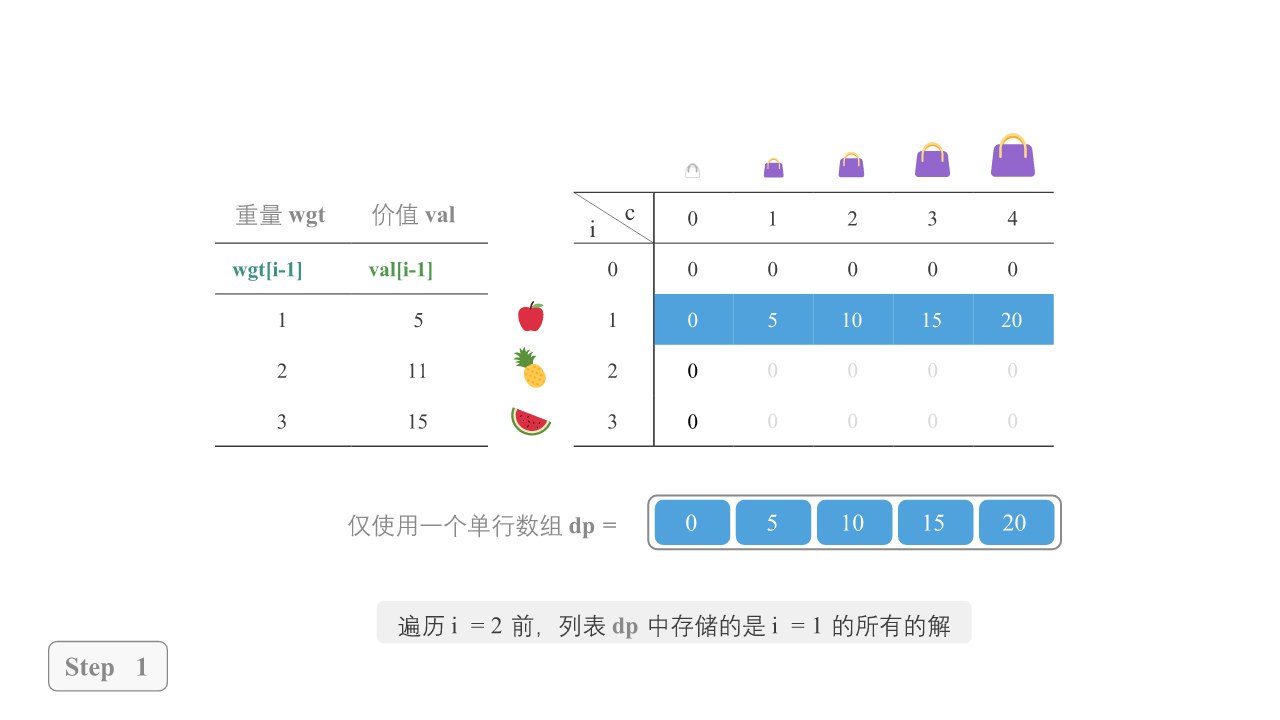 重量 wgt 价值 val
wgt[i-1] val[i-1]
1 5
2 11
3 15
i c 0 1 2 3 4
0 0 0 0 0 0
1 0 5 10 15 20
2 0 0 0 0 0
3 0 0 0 0 0
仅使用一个单行数组 dp = 0 5 10 15 20
遍历 i = 2 前，列表 dp 中存储的是 i = 1 的所有的解
Step 1